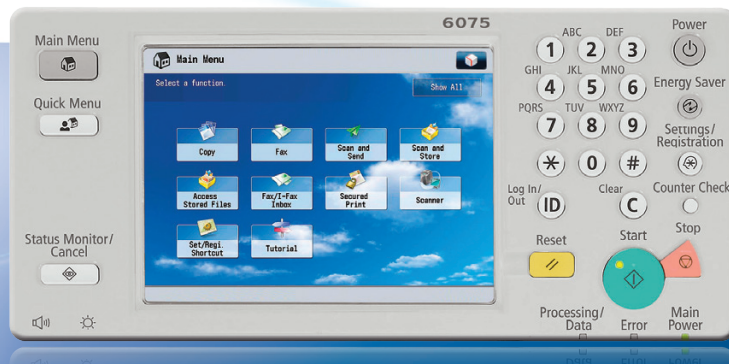 6075
Main Menu
Quick Menu
Status Monitor/
Cancel
Main Menu
Select a function.
Show All
Copy
Fax
Scan and
Send
Scan and
Store
Access
Stored Files
Fax/I-Fax
Inbox
Secured
Print
Scanner
Set/Regi.
Shortcut
Tutorial
ABC
DEF
1
2
3
GHI
JKL
MNO
4
5
6
PQRS
TUV
WXYZ
7
8
9
0
#
Log In/
Out
ID
Clear
C
Power
Energy Saver
Settings/
Registration
Counter Check
Reset
Start
Stop
Processing/
Data
Error
Main
Power